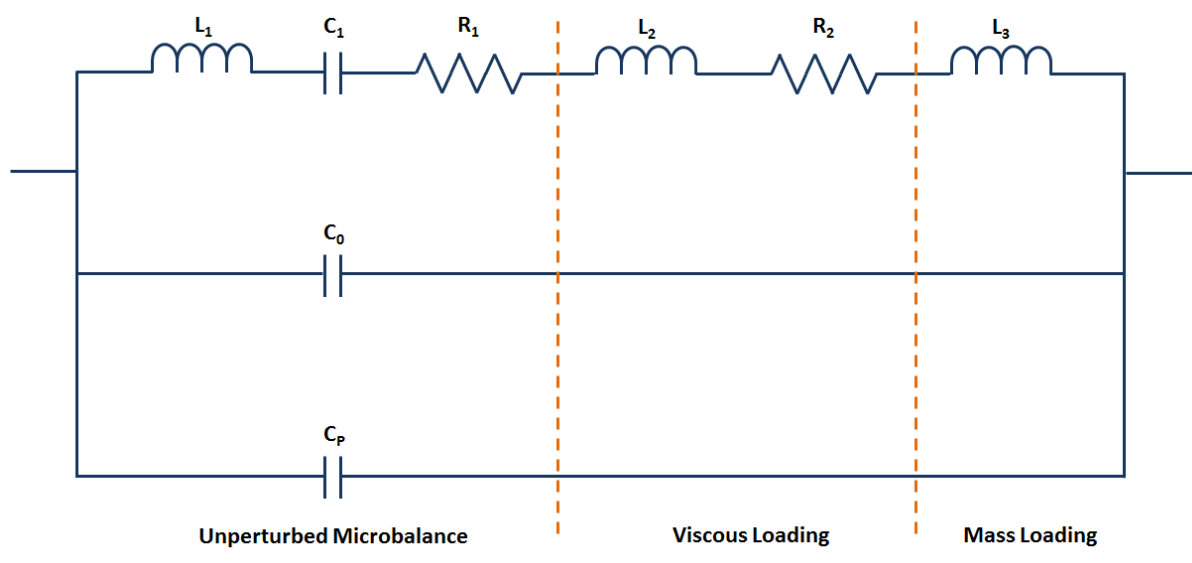 L₁ C₁ R₁ L₂ R₂ L₃
C₀
Cₚ
Unperturbed Microbalance Viscous Loading Mass Loading